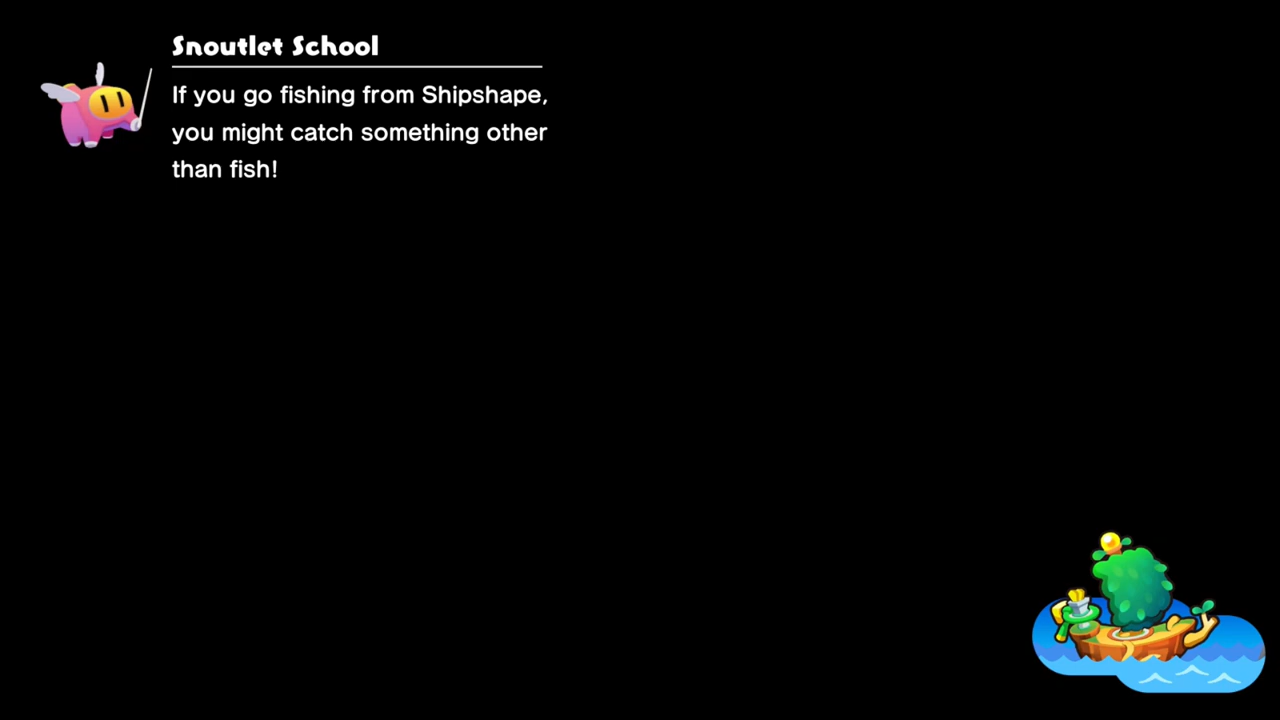 Snoutlet School
If you go fishing from Shipshape,
you might catch something other
than fish!